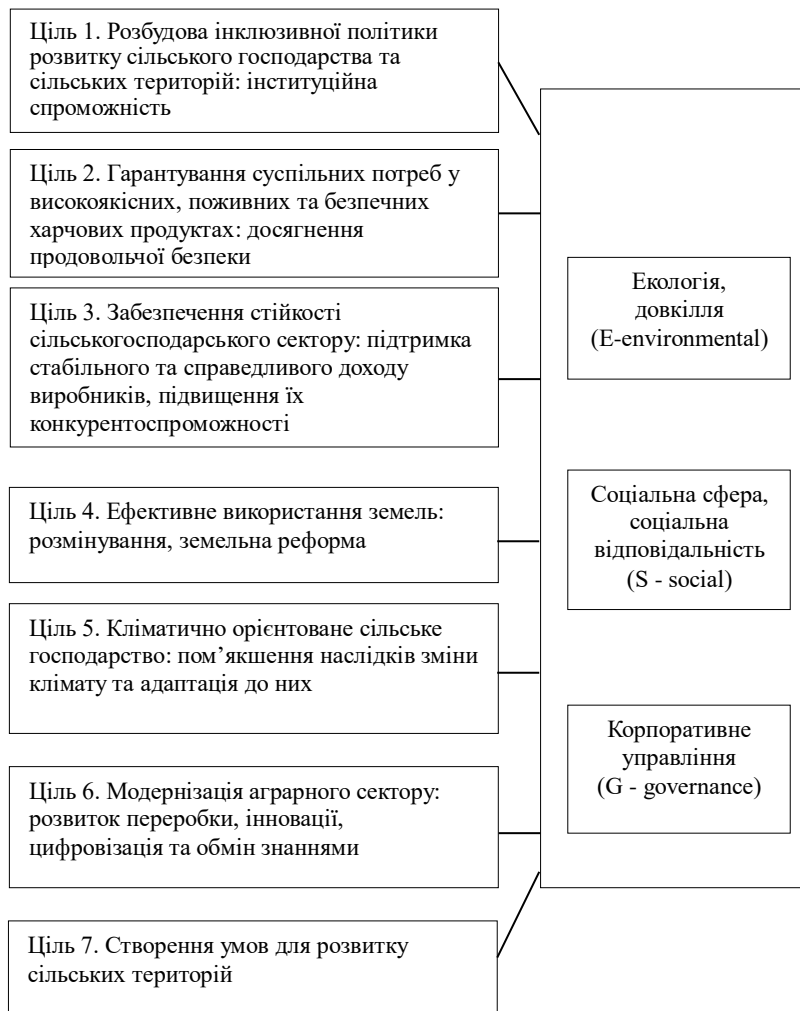 Ціль 1. Розбудова інклюзивної політики
розвитку сільського господарства та
сільських територій: інституційна
спроможність
Ціль 2. Гарантування суспільних потреб у
високоякісних, поживних та безпечних
харчових продуктах: досягнення
продовольчої безпеки
Ціль 3. Забезпечення стійкості
сільськогосподарського сектору: підтримка
стабільного та справедливого доходу
виробників, підвищення їх
конкурентоспроможності
Ціль 4. Ефективне використання земель:
розмінування, земельна реформа
Ціль 5. Кліматично орієнтоване сільське
господарство: пом’якшення наслідків зміни
клімату та адаптація до них
Ціль 6. Модернізація аграрного сектору:
розвиток переробки, інновації,
цифровізація та обмін знаннями
Ціль 7. Створення умов для розвитку
сільських територій
Екологія,
довкілля
(E-environmental)
Соціальна сфера,
соціальна
відповідальність
(S - social)
Корпоративне
управління
(G - governance)